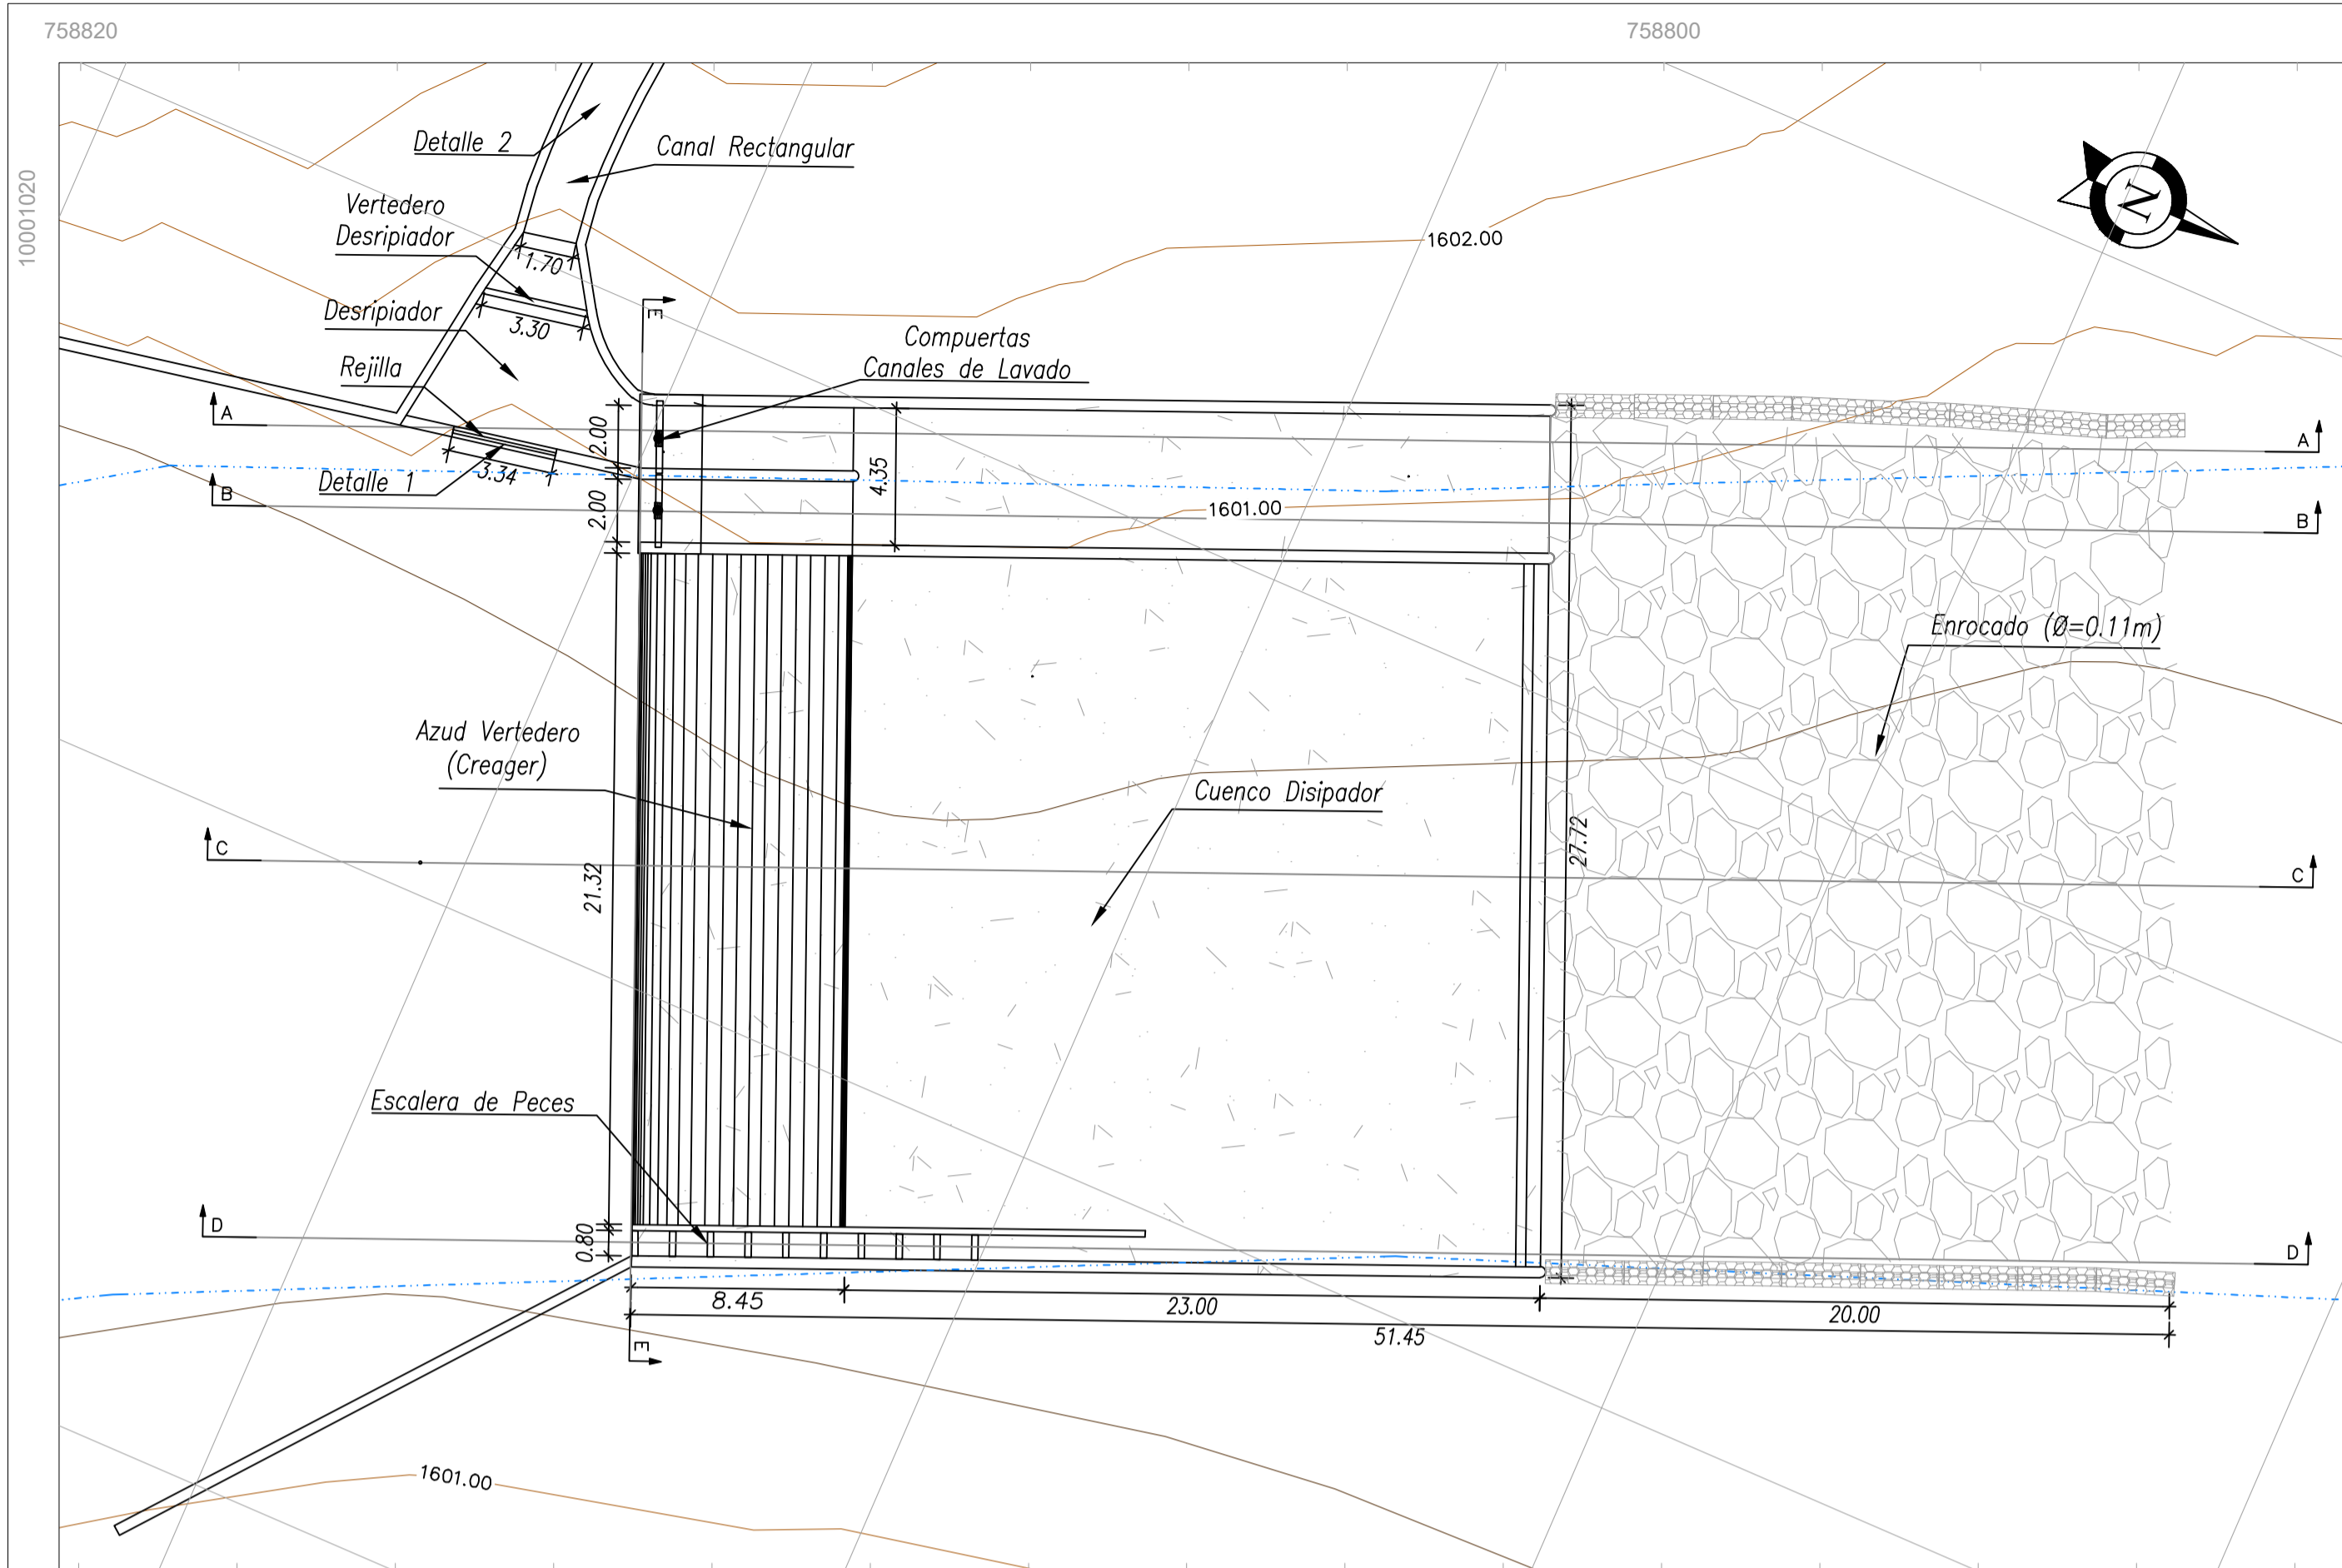 758820
758800
10001020
Detalle 2
Canal Rectangular
Vertedero
Desripiador
1.70
3.30
Desripiador
Rejilla
E
Compuertas
Canales de Lavado
1602.00
N
A
A
2.00
3.34
Detalle 1
4.35
B
B
2.00
1601.00
Enrocado (Ø=0.11m)
Azud Vertedero
(Creager)
Cuenco Disipador
27.72
C
C
21.32
Escalera de Peces
D
D
0.80
8.45
23.00
20.00
51.45
E
1601.00